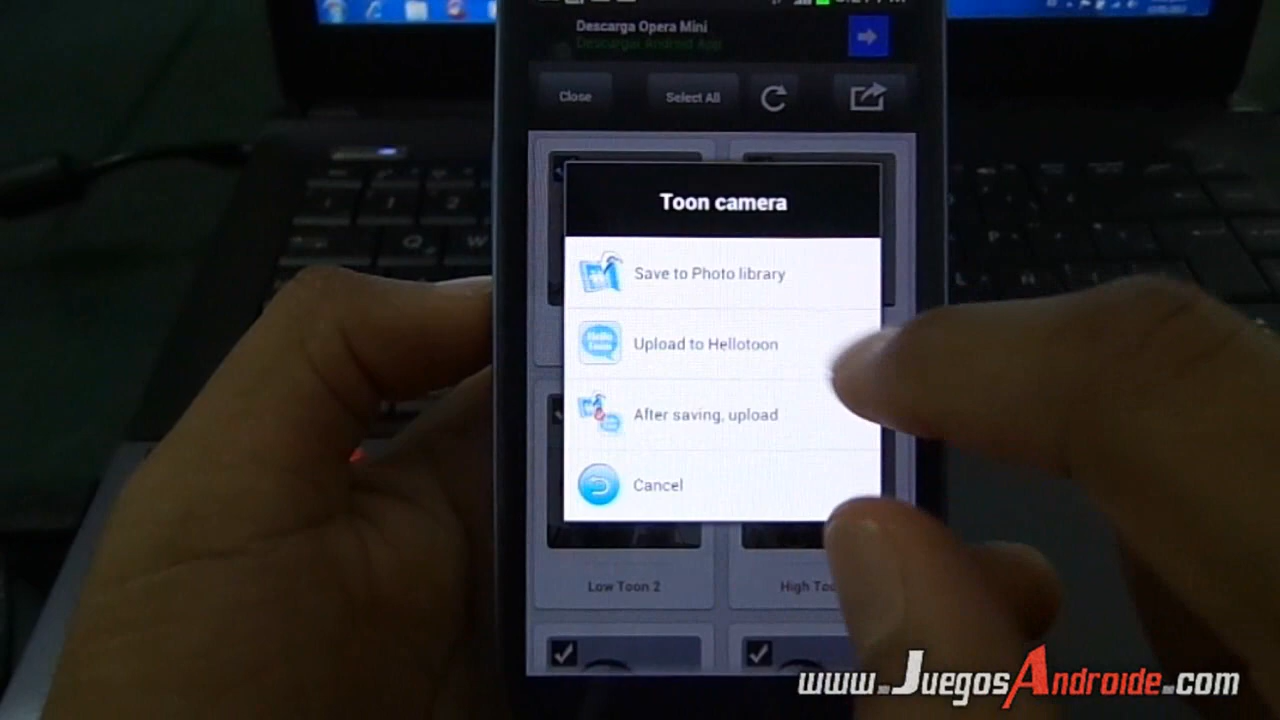 Descarga Opera Mini
Descargar Android App
Close
Select All
Toon camera
Save to Photo library
Upload to Hellotoon
After saving, upload
Cancel
Low Toon 2
High
www.JuegosAndroide.com